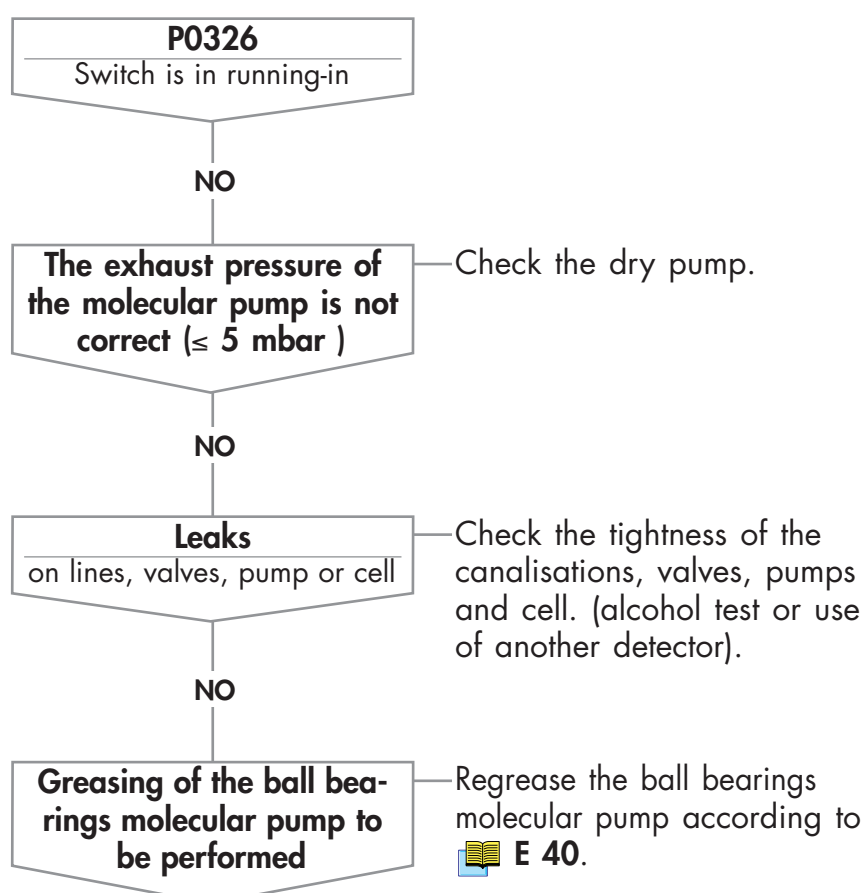 P0326
Switch is in running-in
NO
The exhaust pressure of
the molecular pump is not
correct (≤ 5 mbar )
Check the dry pump.
NO
Leaks
on lines, valves, pump or cell
Check the tightness of the
canalisations, valves, pumps
and cell. (alcohol test or use
of another detector).
NO
Greasing of the ball bea-
rings molecular pump to
be performed
Regrease the ball bearings
molecular pump according to
E 40.